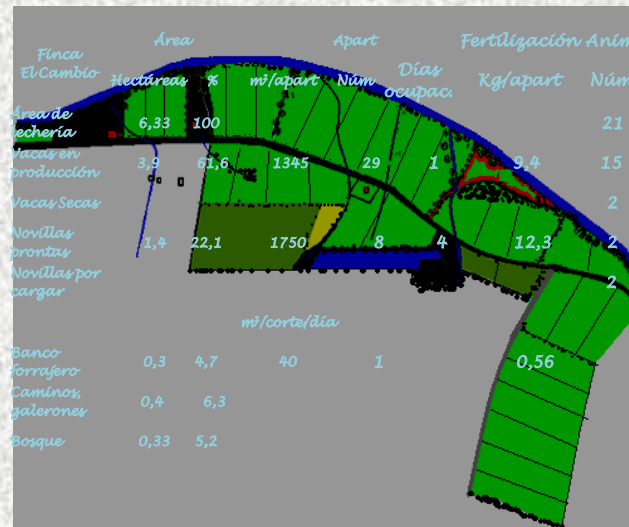 Finca El Cambio Área Apart Fertilización Anim
Hectáreas % m²/apart Núm Días ocupac. Kg/apart Núm
Área de lechería 6,33 100 21
Vacas en producción 3,9 61,6 1345 29 1 9,4 15
Vacas Secas 2
Novillas prontas 1,4 22,1 1750 8 4 12,3 2
Novillas por cargar 2
m²/corte/día
Banco forrajero 0,3 4,7 40 1 0,56
Caminos, galerones 0,4 6,3
Bosque 0,33 5,2